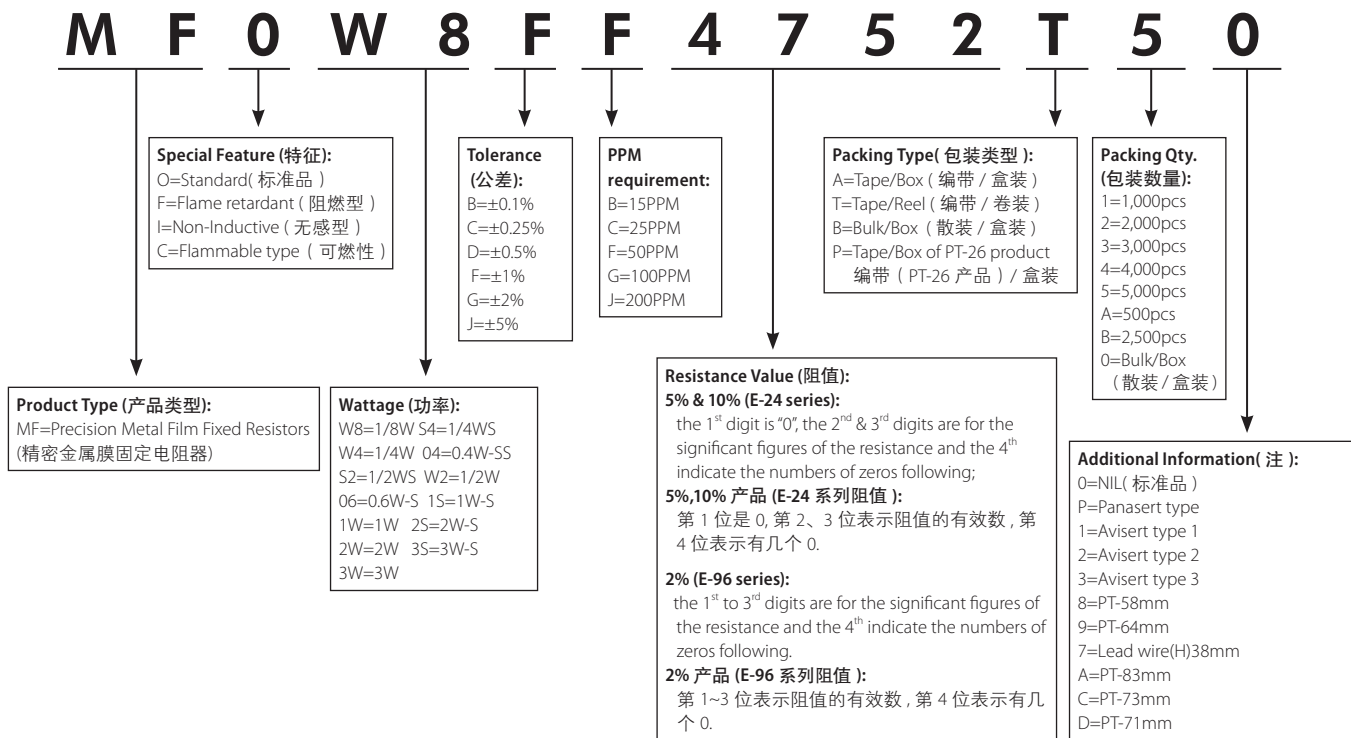 M F 0 W 8 F F 4 7 5 2 T 5 0
Special Feature (特征):
O=Standard( 标准品 )
F=Flame retardant ( 阻燃型 )
I=Non-Inductive ( 无感型 )
C=Flammable type （ 可燃性 ）
Tolerance
(公差):
B=±0.1%
C=±0.25%
D=±0.5%
F=±1%
G=±2%
J=±5%
PPM
requirement:
B=15PPM
C=25PPM
F=50PPM
G=100PPM
J=200PPM
Packing Type( 包装类型 ):
A=Tape/Box ( 编带 / 盒装 )
T=Tape/Reel ( 编带 / 卷装 )
B=Bulk/Box ( 散装 / 盒装 )
P=Tape/Box of PT-26 product
编带 ( PT-26 产品 ) / 盒装
Packing Qty.
(包装数量):
1=1,000pcs
2=2,000pcs
3=3,000pcs
4=4,000pcs
5=5,000pcs
A=500pcs
B=2,500pcs
0=Bulk/Box
（散装 / 盒装）
Product Type (产品类型):
MF=Precision Metal Film Fixed Resistors
(精密金属膜固定电阻器)
Wattage (功率):
W8=1/8W S4=1/4WS
W4=1/4W 04=0.4W-SS
S2=1/2WS W2=1/2W
06=0.6W-S 1S=1W-S
1W=1W 2S=2W-S
2W=2W 3S=3W-S
3W=3W
Resistance Value (阻值):
5% & 10% (E-24 series):
the 1st digit is "0", the 2nd & 3rd digits are for the
significant figures of the resistance and the 4th
indicate the numbers of zeros following;
5%,10% 产品 (E-24 系列阻值 ):
第 1 位是 0, 第 2、3 位表示阻值的有效数 , 第
4 位表示有几个 0.
2% (E-96 series):
the 1st to 3rd digits are for the significant figures of
the resistance and the 4th indicate the numbers of
zeros following.
2% 产品 (E-96 系列阻值 ):
第 1~3 位表示阻值的有效数 , 第 4 位表示有几
个 0.
Additional Information( 注 ):
0=NIL( 标准品 )
P=Panasert type
1=Avisert type 1
2=Avisert type 2
3=Avisert type 3
8=PT-58mm
9=PT-64mm
7=Lead wire(H)38mm
A=PT-83mm
C=PT-73mm
D=PT-71mm